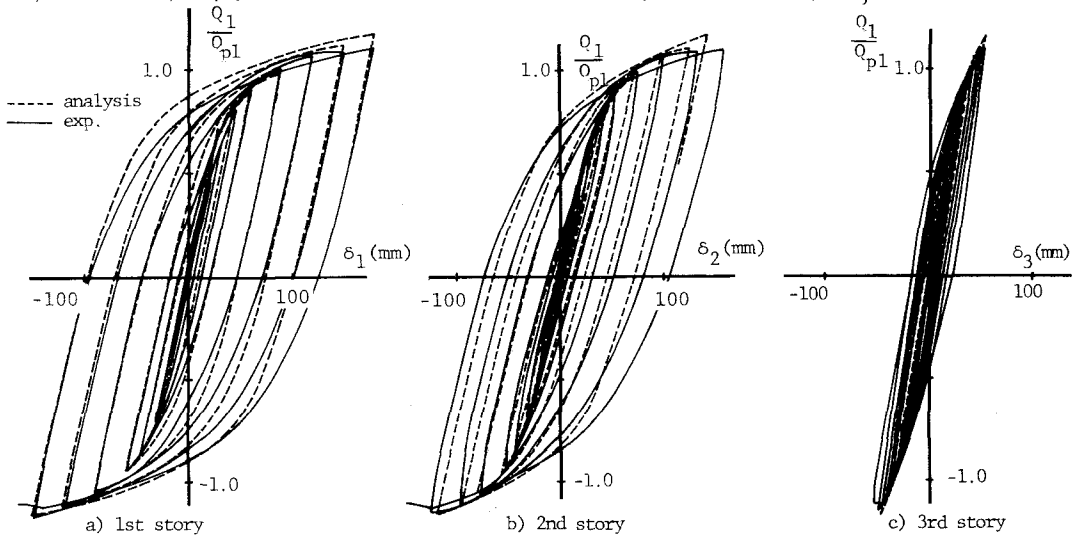 Q1
Qp1
1.0
analysis
exp.
δ1(mm)
-100
100
-1.0
a) 1st story
Q1
Qp1
1.0
δ2(mm)
-100
100
-1.0
b) 2nd story
Q1
Qp1
1.0
δ3(mm)
-100
100
-1.0
c) 3rd story